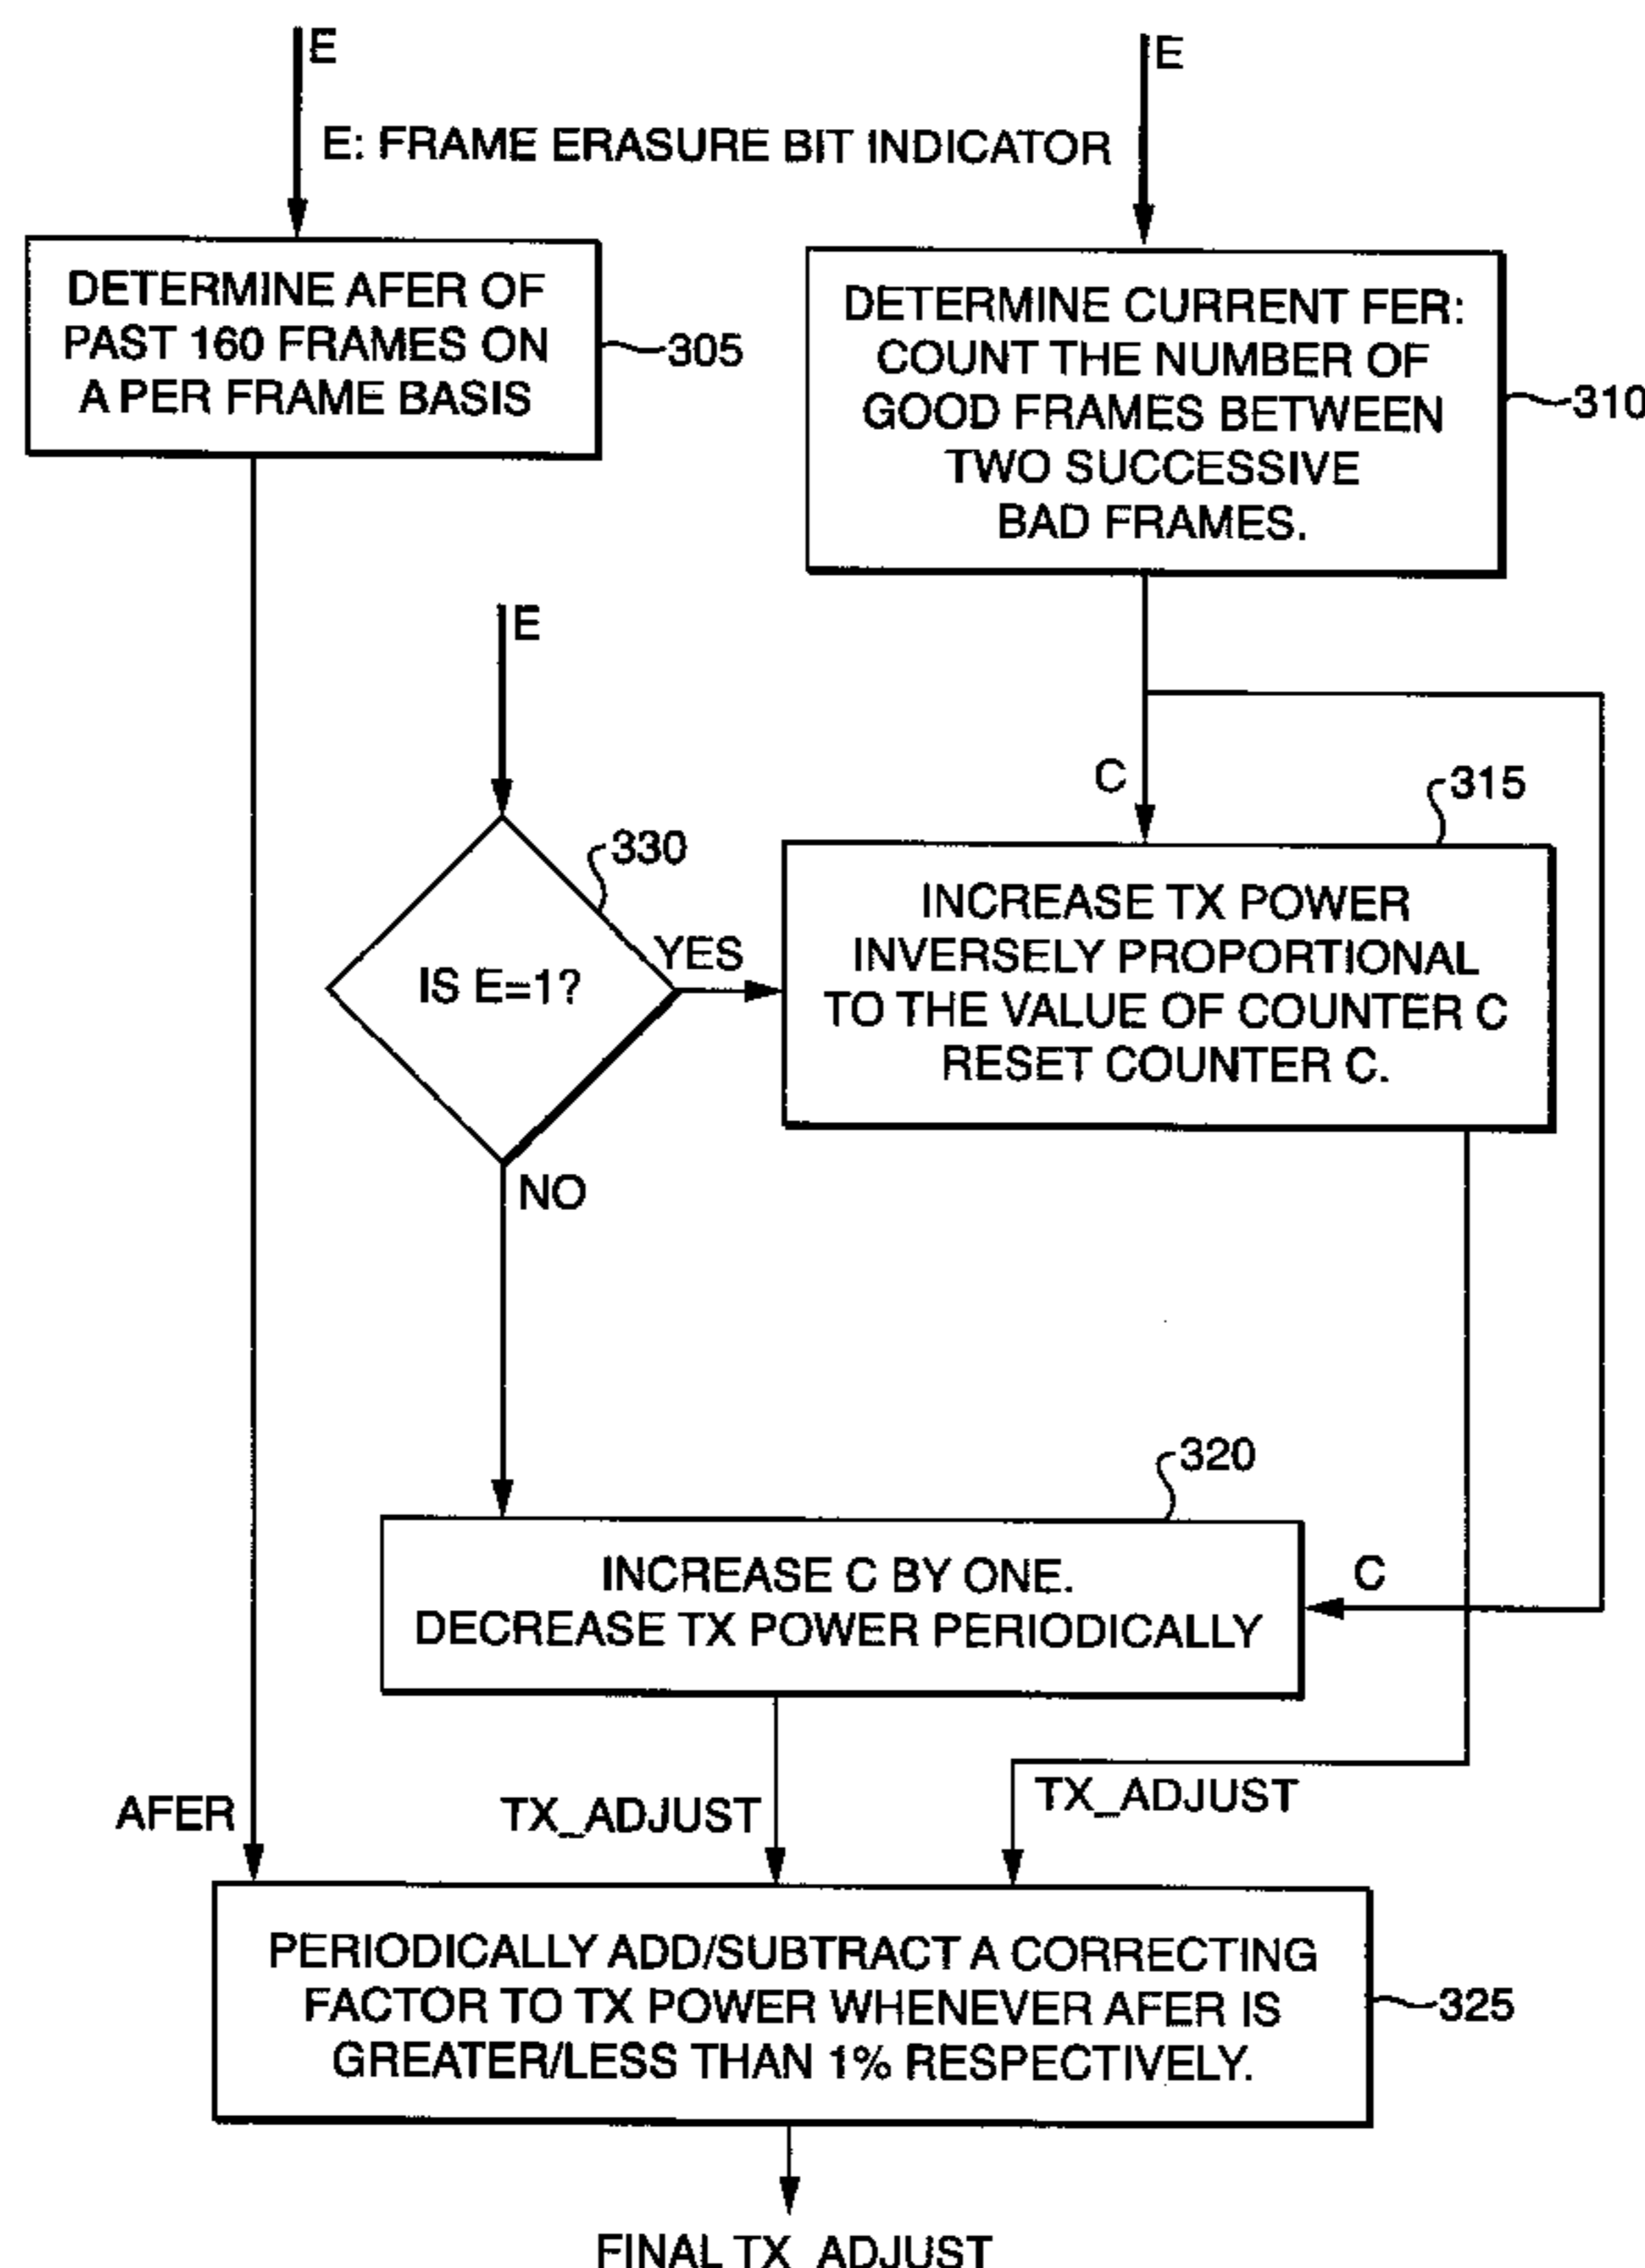 E
E
E: FRAME ERASURE BIT INDICATOR
DETERMINE AFER OF
PAST 160 FRAMES ON
A PER FRAME BASIS
305
DETERMINE CURRENT FER:
COUNT THE NUMBER OF
GOOD FRAMES BETWEEN
TWO SUCCESSIVE
BAD FRAMES.
310
E
C
315
330
IS E=1?
YES
INCREASE TX POWER
INVERSELY PROPORTIONAL
TO THE VALUE OF COUNTER C
RESET COUNTER C.
NO
320
INCREASE C BY ONE.
DECREASE TX POWER PERIODICALLY
C
AFER
TX_ADJUST
TX_ADJUST
PERIODICALLY ADD/SUBTRACT A CORRECTING
FACTOR TO TX POWER WHENEVER AFER IS
GREATER/LESS THAN 1% RESPECTIVELY.
325
FINAL TX_ADJUST